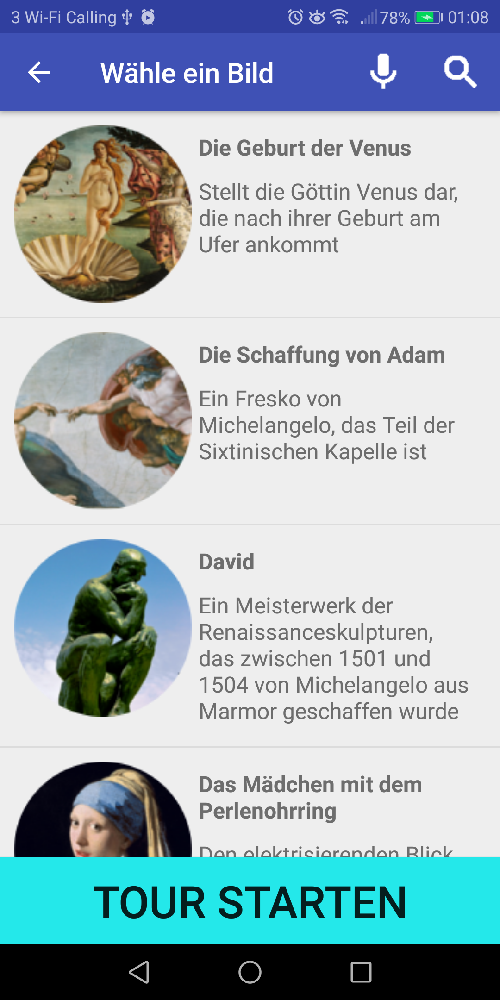 3 Wi-Fi Calling 78% 01:08
Wähle ein Bild
Die Geburt der Venus
Stellt die Göttin Venus dar,
die nach ihrer Geburt am
Ufer ankommt
Die Schaffung von Adam
Ein Fresko von
Michelangelo, das Teil der
Sixtinischen Kapelle ist
David
Ein Meisterwerk der
Renaissanceskulpturen,
das zwischen 1501 und
1504 von Michelangelo aus
Marmor geschaffen wurde
Das Mädchen mit dem
Perlenohrring
Den elektrisierenden Blick
TOUR STARTEN